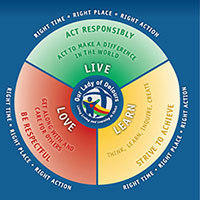 RIGHT TIME • RIGHT PLACE • RIGHT ACTION
ACT RESPONSIBLY
ACT TO MAKE A DIFFERENCE
IN THE WORLD
LIVE
Our Lady of Dolours
LOVE
GET ALONG WITH AND
CARE FOR OTHERS
BE RESPECTFUL
LEARN
THINK, LEARN, INQUIRE, CREATE
STRIVE TO ACHIEVE
RIGHT TIME • RIGHT PLACE • RIGHT ACTION
RIGHT TIME • RIGHT PLACE • RIGHT ACTION